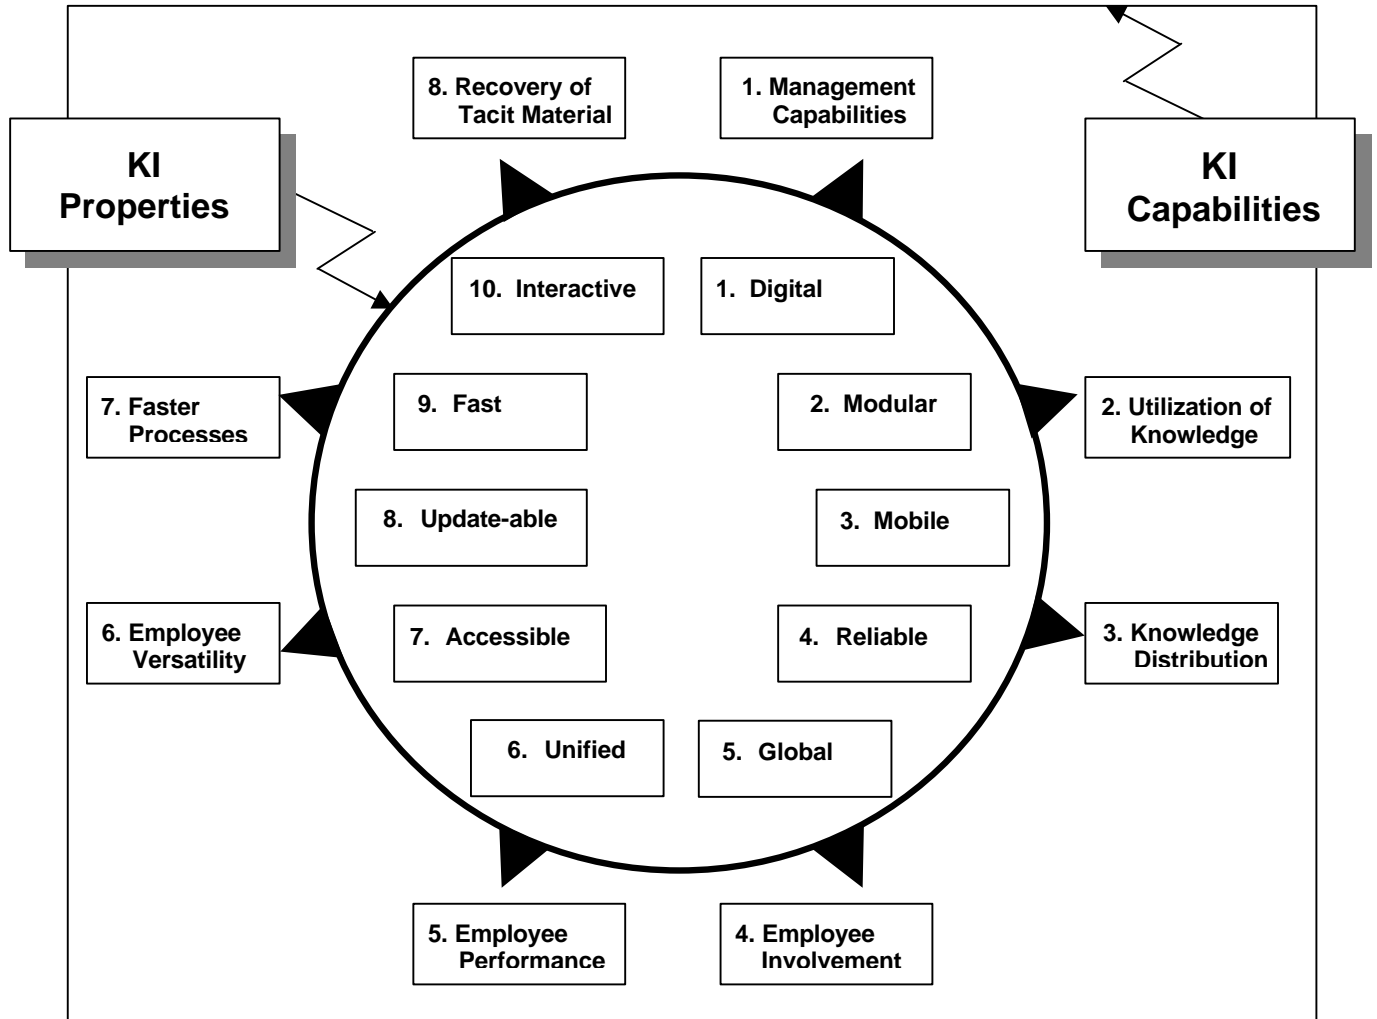 8. Recovery of
Tacit Material
1. Management
Capabilities
KI
Properties
KI
Capabilities
10. Interactive
1. Digital
7. Faster
Processes
9. Fast
2. Modular
2. Utilization of
Knowledge
8. Update-able
3. Mobile
6. Employee
Versatility
7. Accessible
4. Reliable
3. Knowledge
Distribution
6. Unified
5. Global
5. Employee
Performance
4. Employee
Involvement